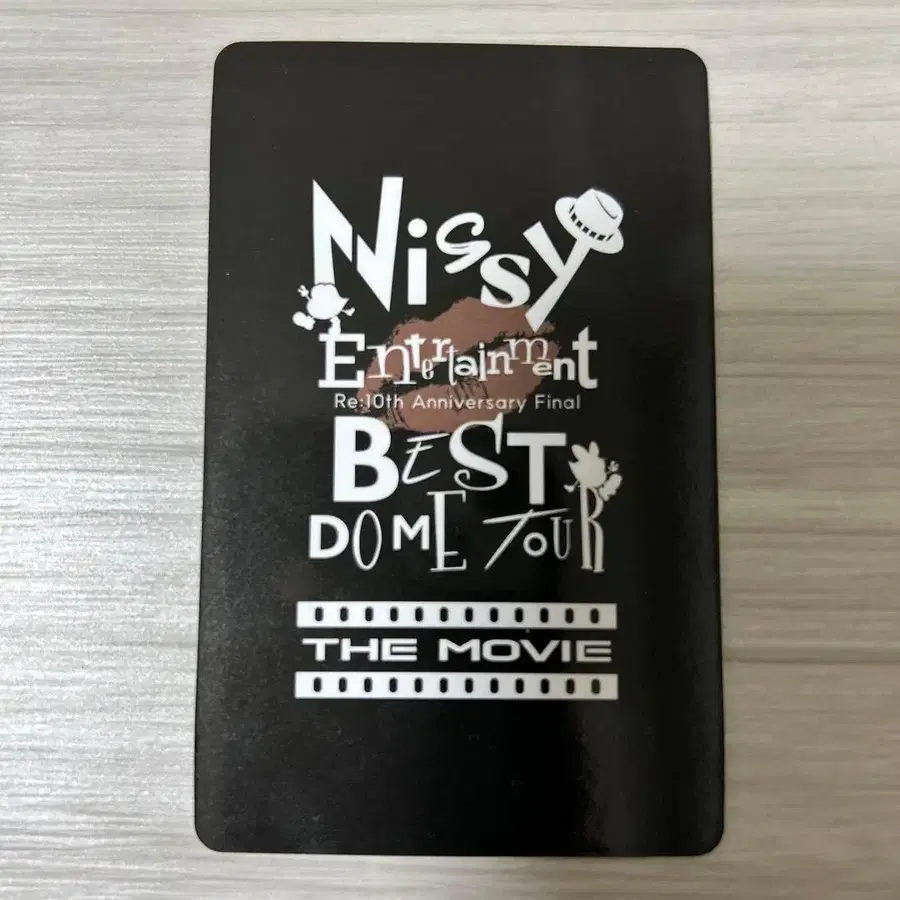 Nissy
Entertainment
Re:10th Anniversary Final
BEST
DOME TOUR
THE MOVIE